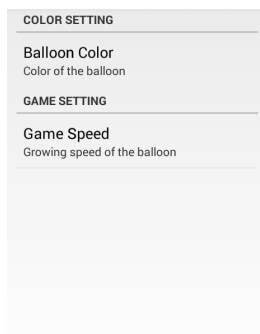 COLOR SETTING
Balloon Color
Color of the balloon
GAME SETTING
Game Speed
Growing speed of the balloon